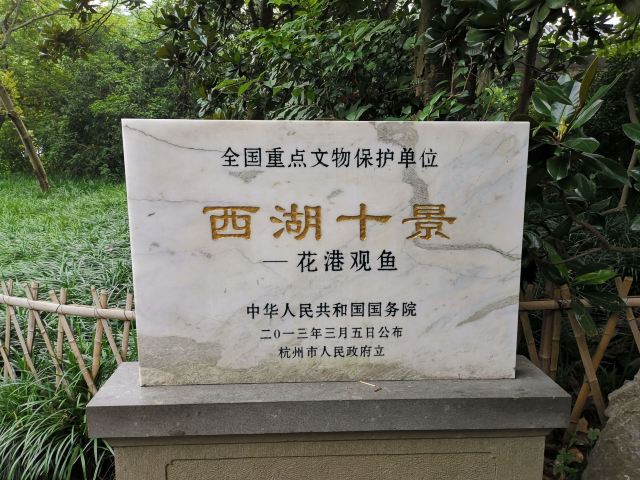 全国重点文物保护单位
西湖十景
—花港观鱼
中华人民共和国国务院
二〇一三年三月五日公布
杭州市人民政府立